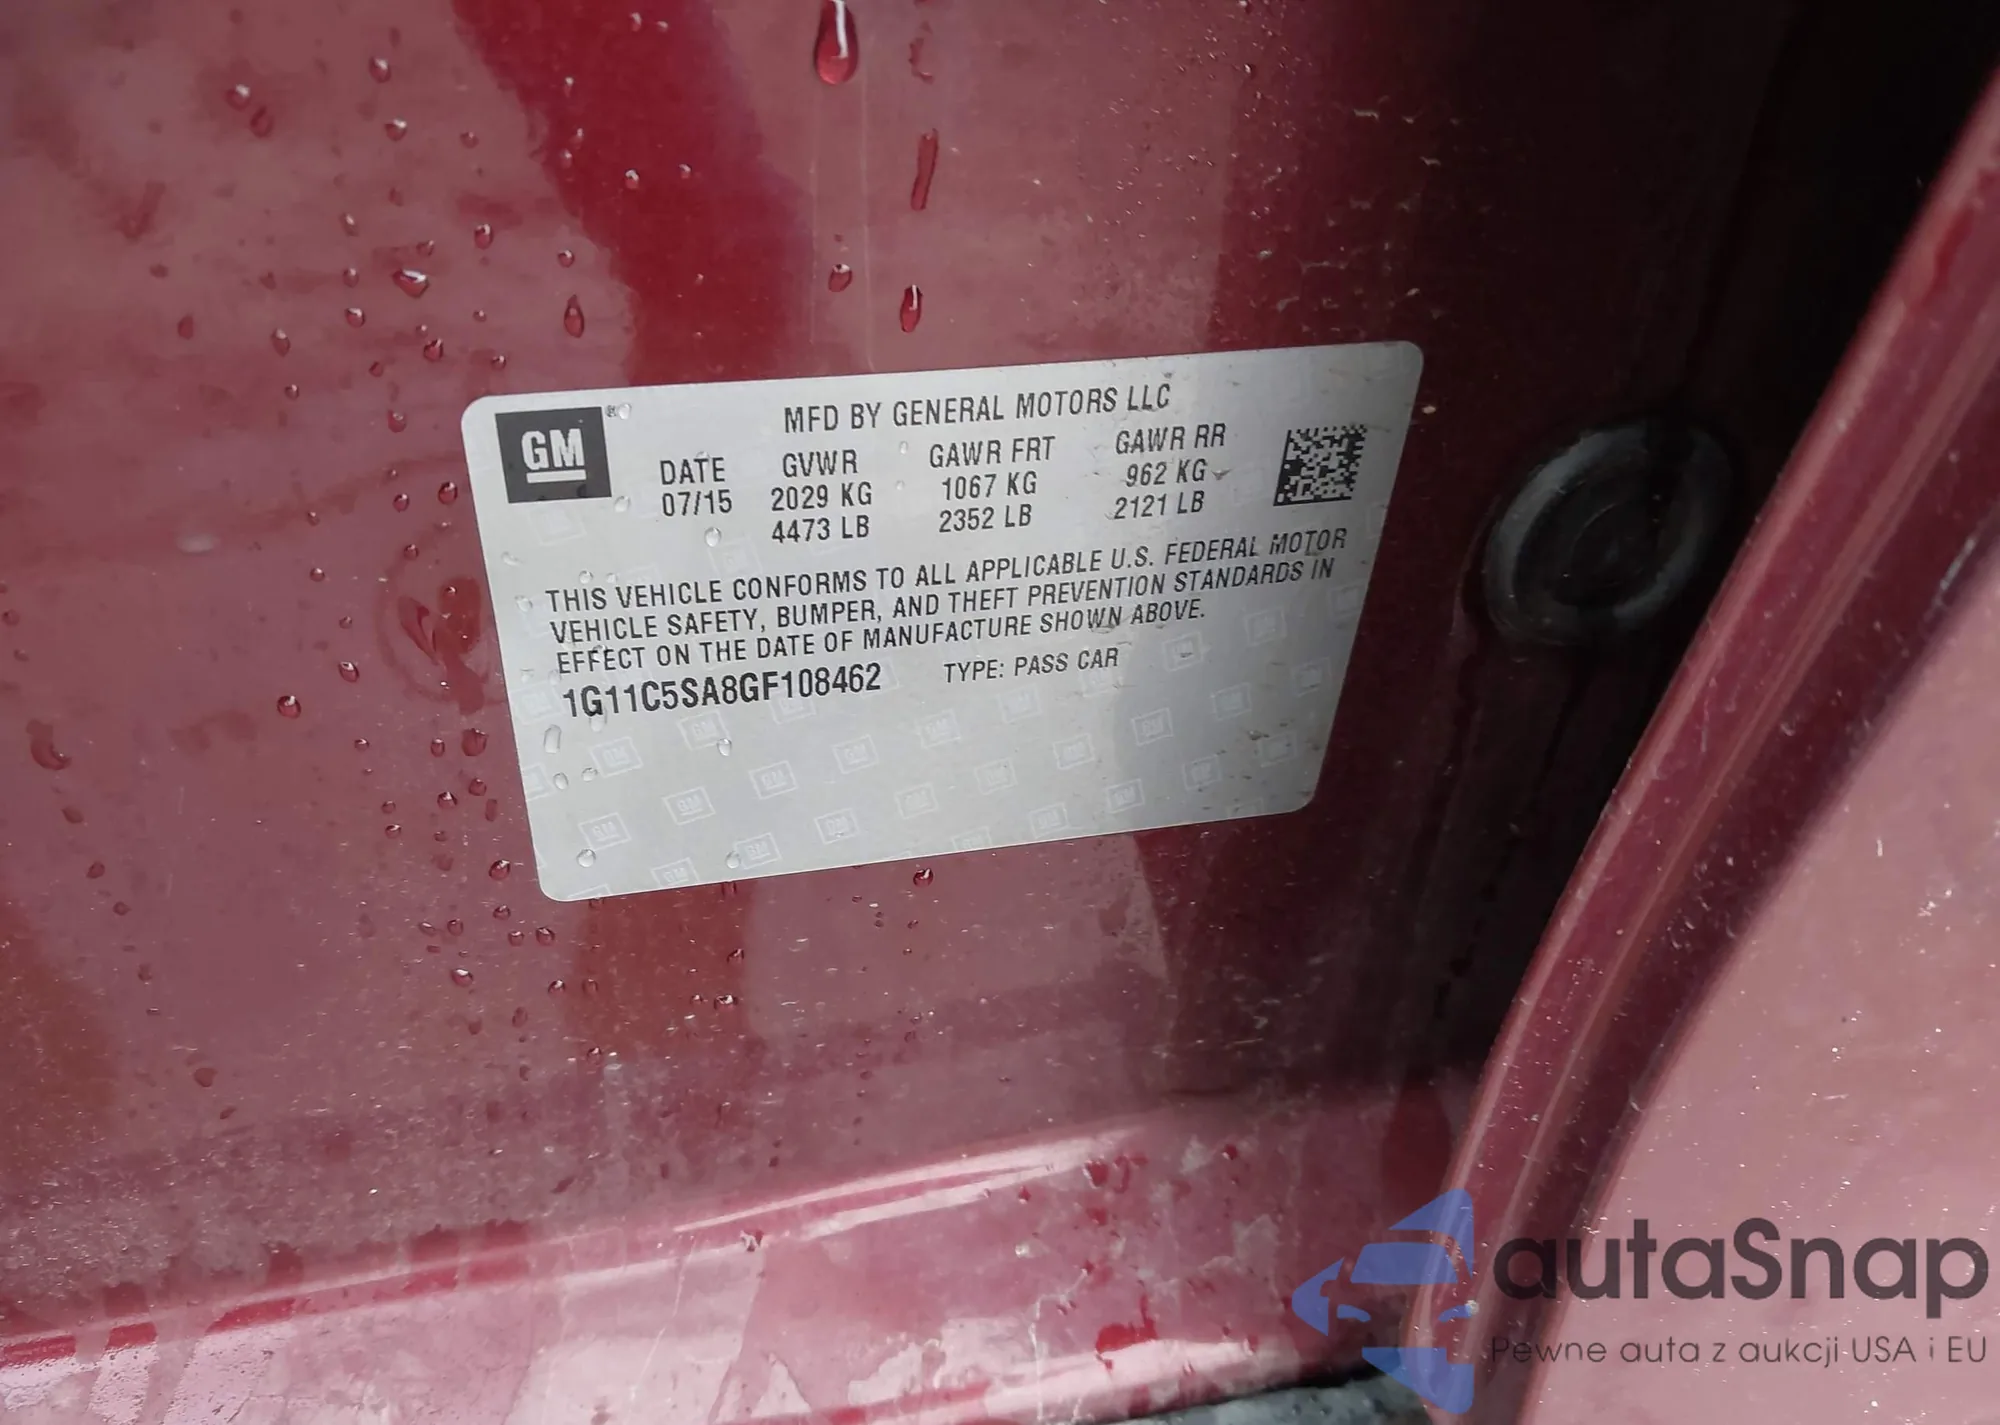 GM ®
MFD BY GENERAL MOTORS LLC
DATE GVWR GAWR FRT GAWR RR
07/15 2029 KG 1067 KG 962 KG
4473 LB 2352 LB 2121 LB
THIS VEHICLE CONFORMS TO ALL APPLICABLE U.S. FEDERAL MOTOR
VEHICLE SAFETY, BUMPER, AND THEFT PREVENTION STANDARDS IN
EFFECT ON THE DATE OF MANUFACTURE SHOWN ABOVE.
1G11C5SA8GF108462 TYPE: PASS CAR
autaSnap
Pewne auta z aukcji USA i EU